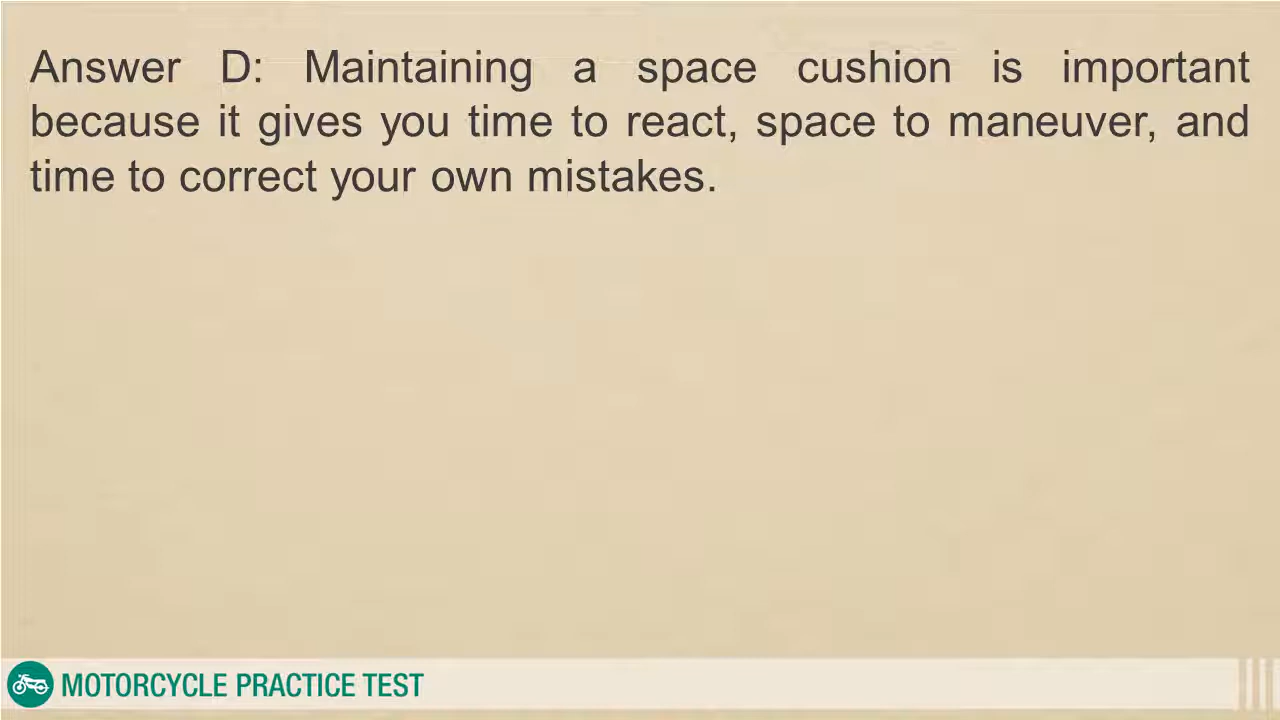 Answer D: Maintaining a space cushion is important
because it gives you time to react, space to maneuver, and
time to correct your own mistakes.
MOTORCYCLE PRACTICE TEST